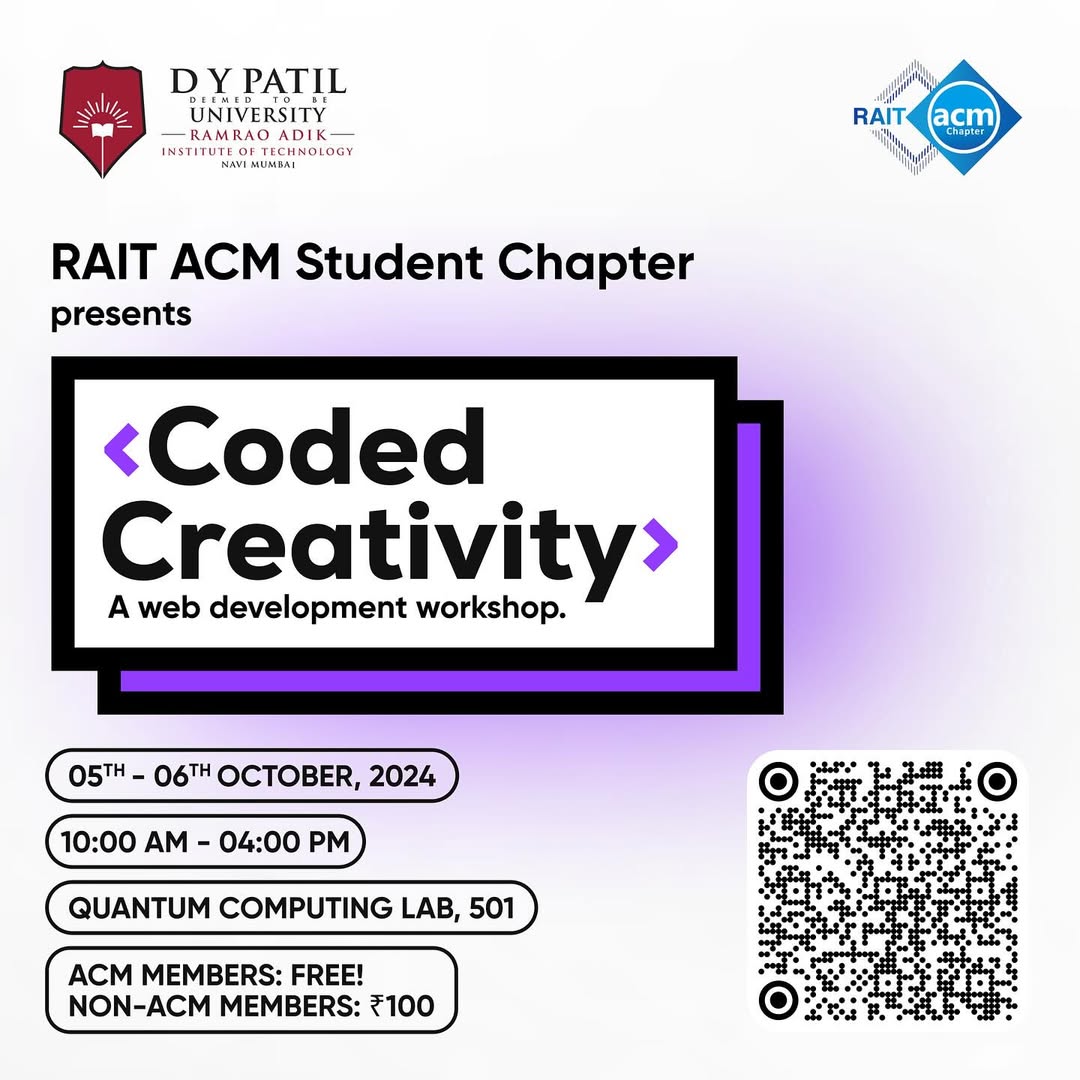 D Y PATIL
DEEMED TO BE
UNIVERSITY
RAMRAO ADIK
INSTITUTE OF TECHNOLOGY
NAVI MUMBAI
RAIT acm
Chapter
RAIT ACM Student Chapter
presents
<Coded
Creativity>
A web development workshop.
05TH - 06TH OCTOBER, 2024
10:00 AM - 04:00 PM
QUANTUM COMPUTING LAB, 501
ACM MEMBERS: FREE!
NON-ACM MEMBERS: ₹100